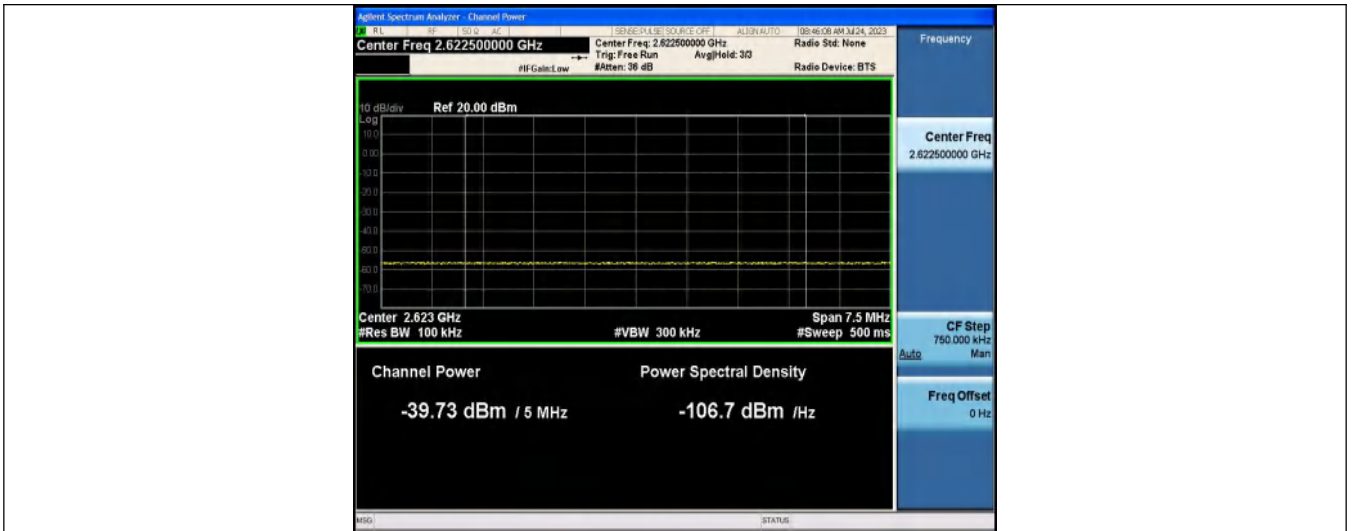 Agilent Spectrum Analyzer - Channel Power
RL RF 50 Ω AC SENSE:PULSE SOURCE OFF ALIGN AUTO 08:46:08 AM Jul 24, 2023
Center Freq 2.622500000 GHz
Center Freq: 2.622500000 GHz
Radio Std: None
Trig: Free Run Avg|Hold: 3/3
#IFGain:Low
#Atten: 36 dB
Radio Device: BTS
Frequency
10 dB/div Ref 20.00 dBm
Log
10.0
0.00
-10.0
-20.0
-30.0
-40.0
-50.0
-60.0
-70.0
Center Freq
2.622500000 GHz
Center 2.623 GHz Span 7.5 MHz
#Res BW 100 kHz #VBW 300 kHz #Sweep 500 ms
CF Step
750.000 kHz
Auto Man
Channel Power Power Spectral Density
-39.73 dBm / 5 MHz -106.7 dBm /Hz
Freq Offset
0 Hz
MSG STATUS